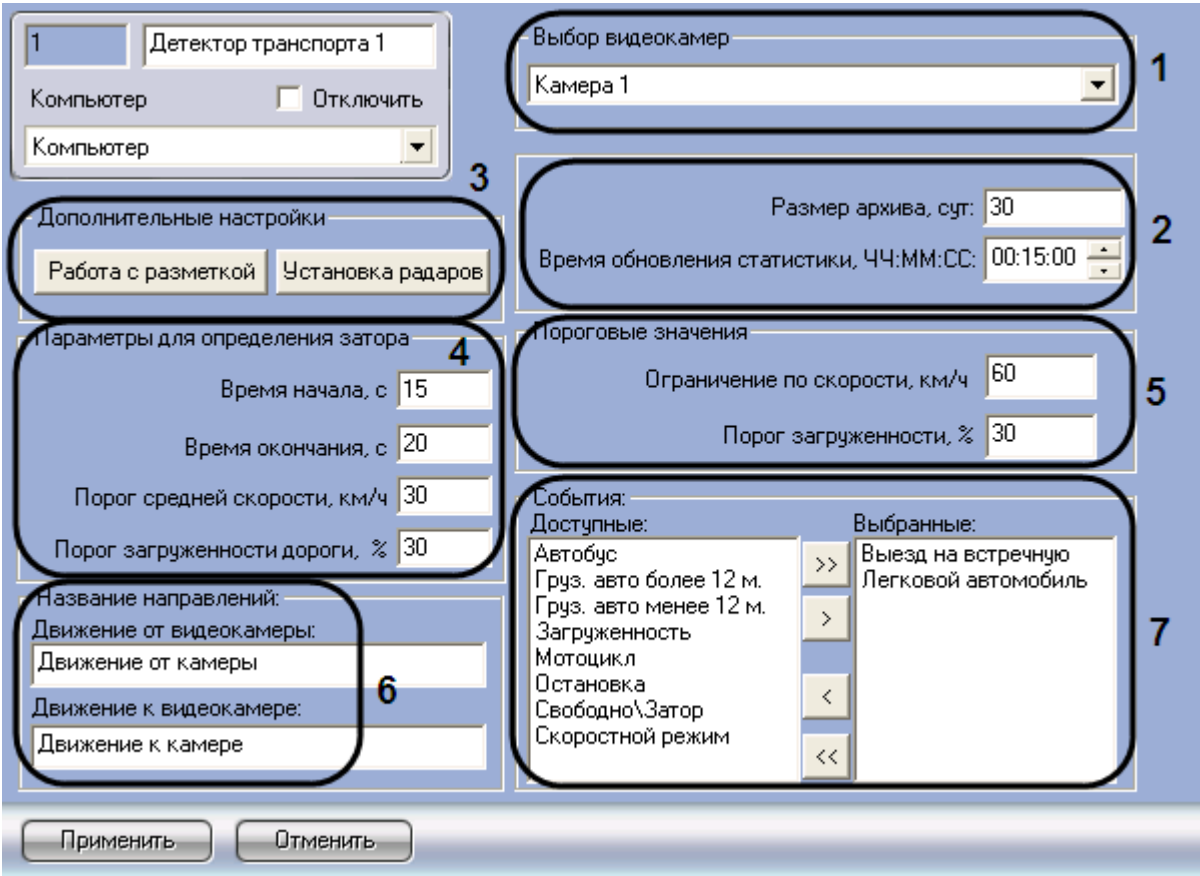 1
Детектор транспорта 1
Компьютер
Отключить
Компьютер
Выбор видеокамер
Камера 1
1
Размер архива, сут: 30
Время обновления статистики, ЧЧ:ММ:СС: 00:15:00
2
3
Дополнительные настройки
Работа с разметкой
Установка радаров
Параметры для определения затора
4
Время начала, с 15
Время окончания, с 20
Порог средней скорости, км/ч 30
Порог загруженности дороги, % 30
Пороговые значения
Ограничение по скорости, км/ч 60
Порог загруженности, % 30
5
Название направлений:
Движение от видеокамеры:
Движение от камеры
Движение к видеокамере:
Движение к камере
6
События:
Доступные:
Автобус
Груз. авто более 12 м.
Груз. авто менее 12 м.
Загруженность
Мотоцикл
Остановка
Свободно\Затор
Скоростной режим
>>
>
<
<<
Выбранные:
Выезд на встречную
Легковой автомобиль
7
Применить
Отменить